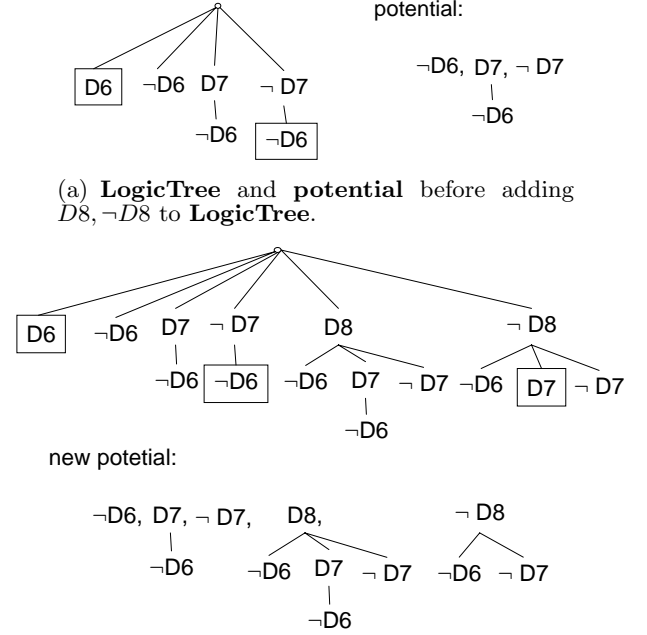 potential:
D6 ¬D6 D7 ¬ D7
¬D6, D7, ¬ D7
¬D6 ¬D6
¬D6
(a) LogicTree and potential before adding
D8, ¬D8 to LogicTree.
D6 ¬D6 D7 ¬ D7 D8 ¬ D8
¬D6 ¬D6 ¬D6 D7 ¬ D7 ¬D6 D7 ¬ D7
¬D6
new potetial:
¬D6, D7, ¬ D7, D8, ¬ D8
¬D6 ¬D6 D7 ¬ D7 ¬D6 ¬ D7
¬D6